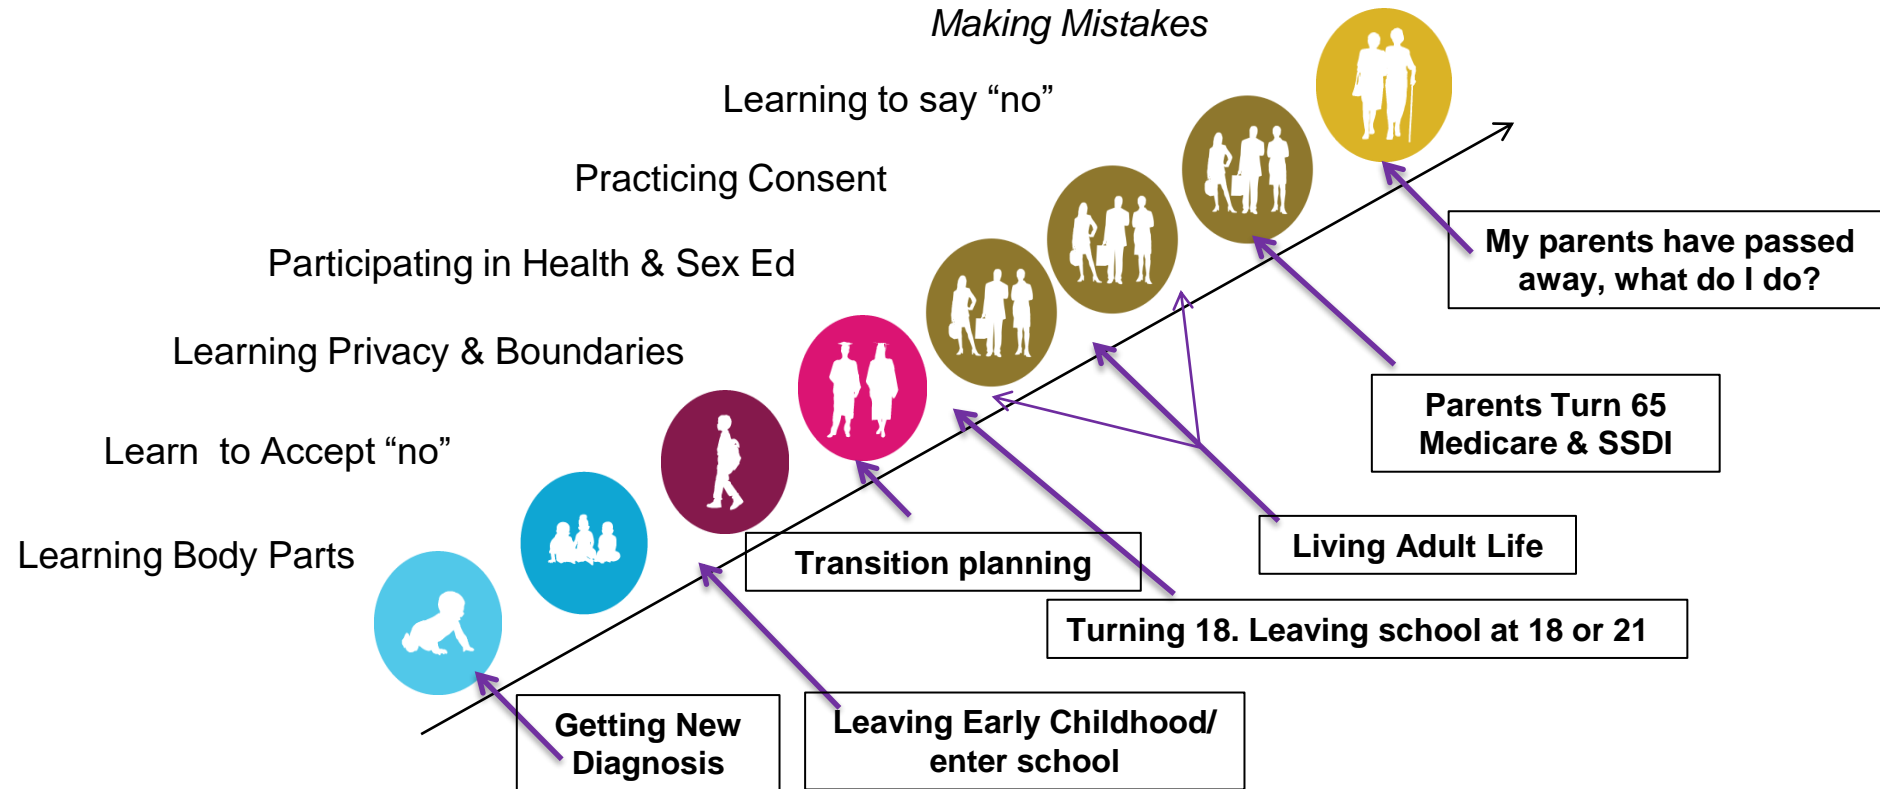 Making Mistakes
Learning to say “no”
Practicing Consent
Participating in Health & Sex Ed
Learning Privacy & Boundaries
Learn  to Accept “no”
Learning Body Parts
My parents have passed
away, what do I do?
Parents Turn 65
Medicare & SSDI
Living Adult Life
Transition planning
Turning 18. Leaving school at 18 or 21
Getting New
Diagnosis
Leaving Early Childhood/
enter school